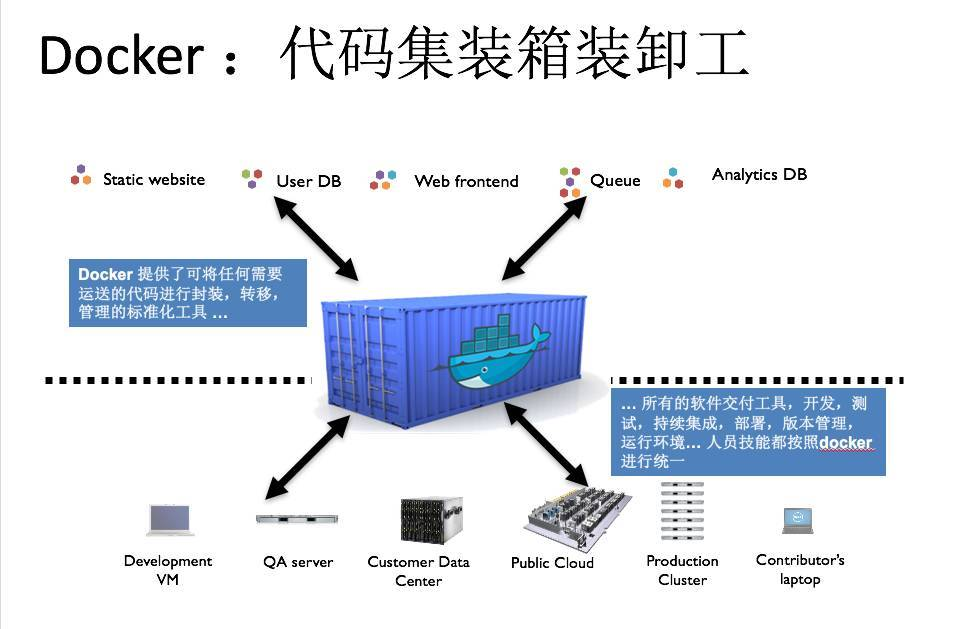 Docker： 代码集装箱装卸工
Static website
User DB
Web frontend
Queue
Analytics DB
Docker 提供了可将任何需要
运送的代码进行封装，转移，
管理的标准化工具 ...
... 所有的软件交付工具，开发，测
试，持续集成，部署，版本管理，
运行环境... 人员技能都按照docker
进行统一
Development
VM
QA server
Customer Data
Center
Public Cloud
Production
Cluster
Contributor's
laptop